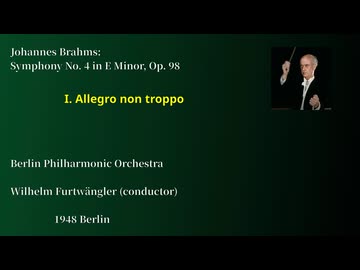 Johannes Brahms:
Symphony No. 4 in E Minor, Op. 98
I. Allegro non troppo
Berlin Philharmonic Orchestra
Wilhelm Furtwängler (conductor)
1948 Berlin